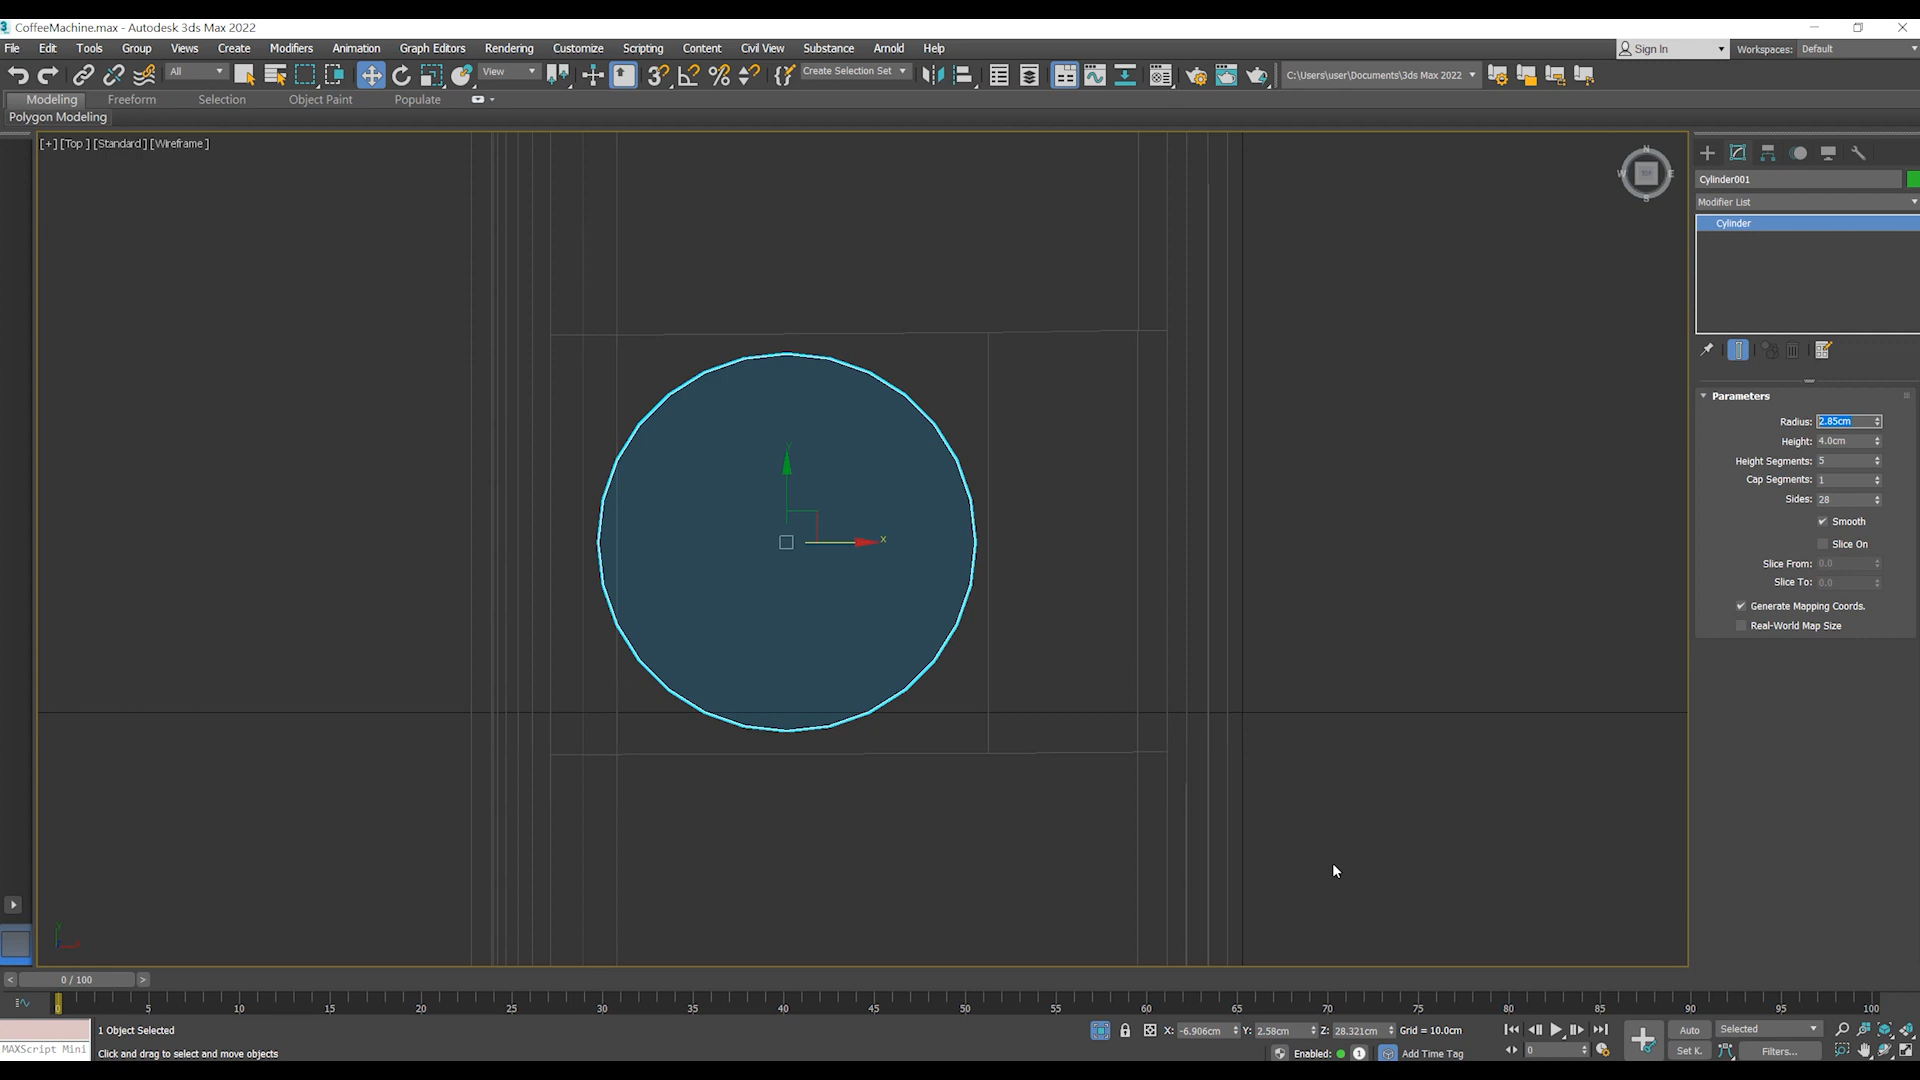 CoffeeMachine.max - Autodesk 3ds Max 2022
File Edit Tools Group Views Create Modifiers Animation Graph Editors Rendering Customize Scripting Content Civil View Substance Arnold Help
Sign In Workspaces: Default
All View Create Selection Set C:\Users\user\Documents\3ds Max 2022
Modeling Freeform Selection Object Paint Populate
Polygon Modeling
[+] [Top ] [Standard ] [Wireframe ]
N
W E
S
Cylinder001
Modifier List
Cylinder
Parameters
Radius: 2.85cm
Height: 4.0cm
Height Segments: 5
Cap Segments: 1
Sides: 28
Smooth
Slice On
Slice From: 0.0
Slice To: 0.0
Generate Mapping Coords.
Real-World Map Size
y
x
< 0 / 100 >
0 5 10 15 20 25 30 35 40 45 50 55 60 65 70 75 80 85 90 95 100
1 Object Selected X: -6.906cm Y: 2.58cm Z: 28.321cm Grid = 10.0cm Auto Selected
MAXScript Mini Click and drag to select and move objects Enabled: 1 Add Time Tag 0 Set K. Filters...